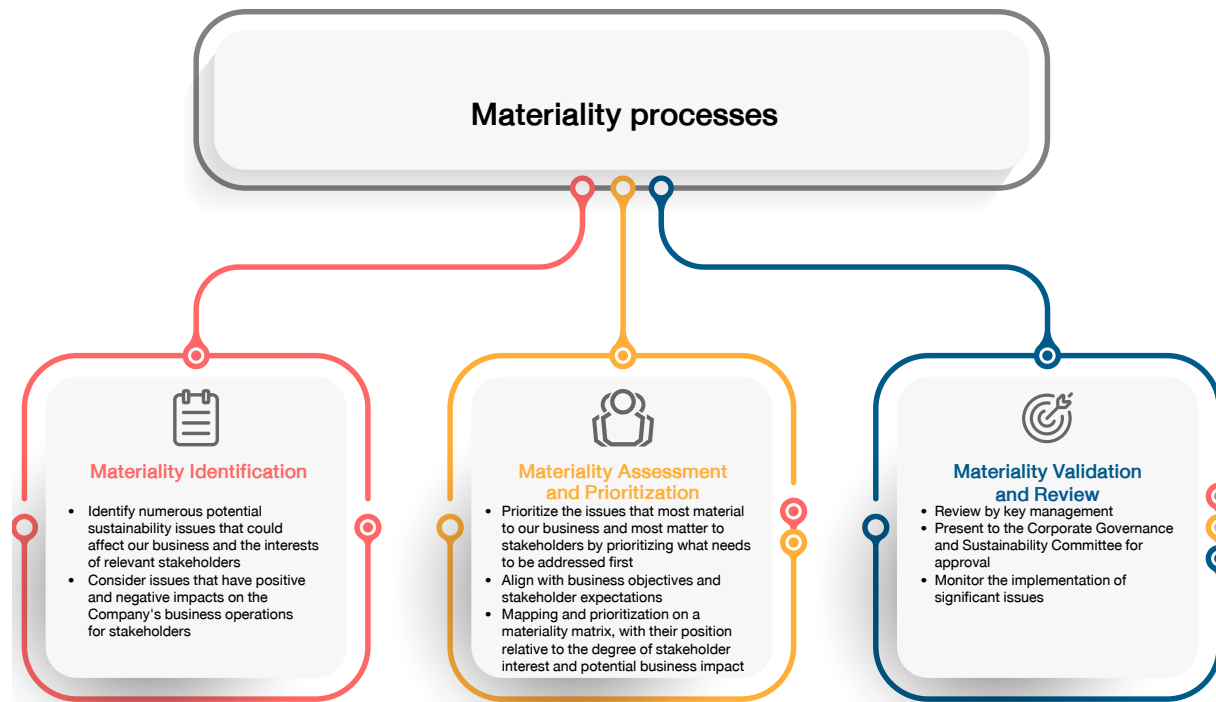 Materiality processes
Materiality Identification
• Identify numerous potential
sustainability issues that could
affect our business and the interests
of relevant stakeholders
• Consider issues that have positive
and negative impacts on the
Company's business operations
for stakeholders
Materiality Assessment
and Prioritization
• Prioritize the issues that most material
to our business and most matter to
stakeholders by prioritizing what needs
to be addressed first
• Align with business objectives and
stakeholder expectations
• Mapping and prioritization on a
materiality matrix, with their position
relative to the degree of stakeholder
interest and potential business impact
Materiality Validation
and Review
• Review by key management
• Present to the Corporate Governance
and Sustainability Committee for
approval
• Monitor the implementation of
significant issues